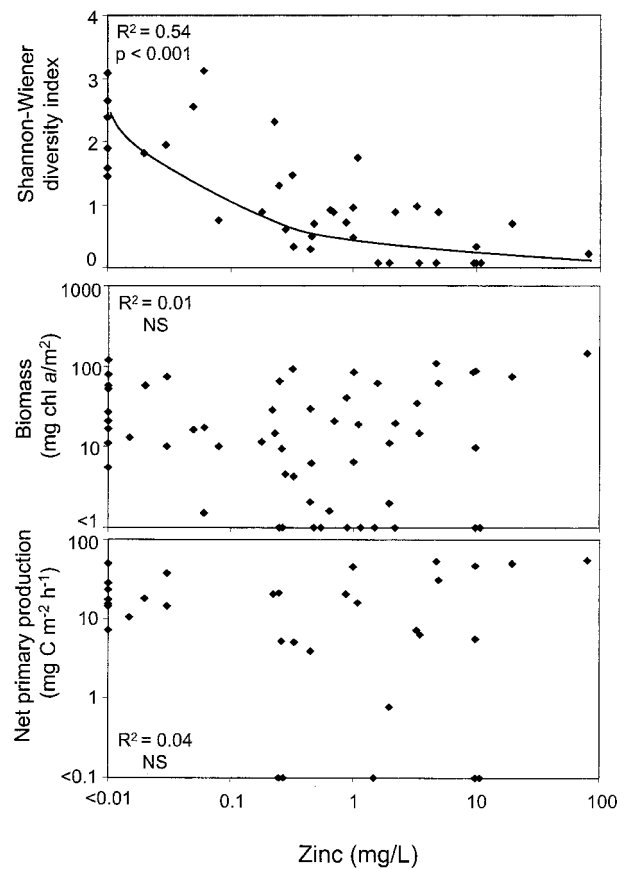 4
3
2
1
0
R² = 0.54
p < 0.001
Shannon-Wiener
diversity index
1000
100
10
<1
R² = 0.01
NS
Biomass
(mg chl a/m²)
100
10
1
<0.1
R² = 0.04
NS
Net primary production
(mg C m⁻² h⁻¹)
<0.01
0.1
1
10
100
Zinc (mg/L)